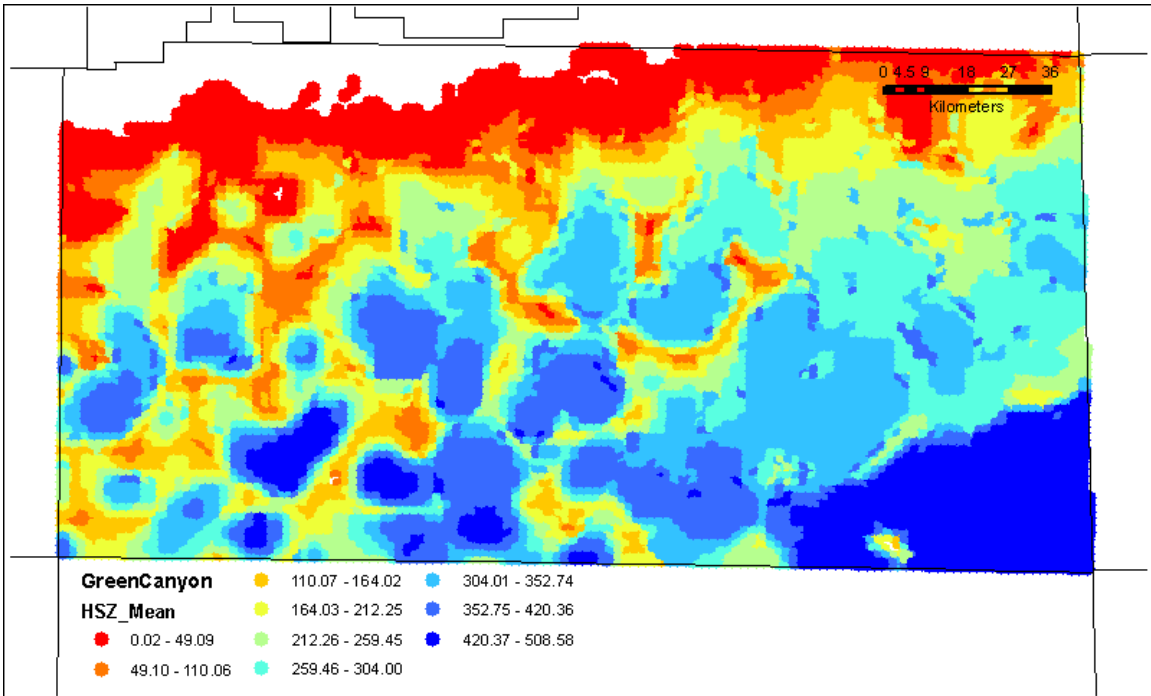 0 4.5 9 18 27 36
Kilometers
GreenCanyon
HSZ_Mean
0.02 - 49.09
49.10 - 110.06
110.07 - 164.02
164.03 - 212.25
212.26 - 259.45
259.46 - 304.00
304.01 - 352.74
352.75 - 420.36
420.37 - 508.58